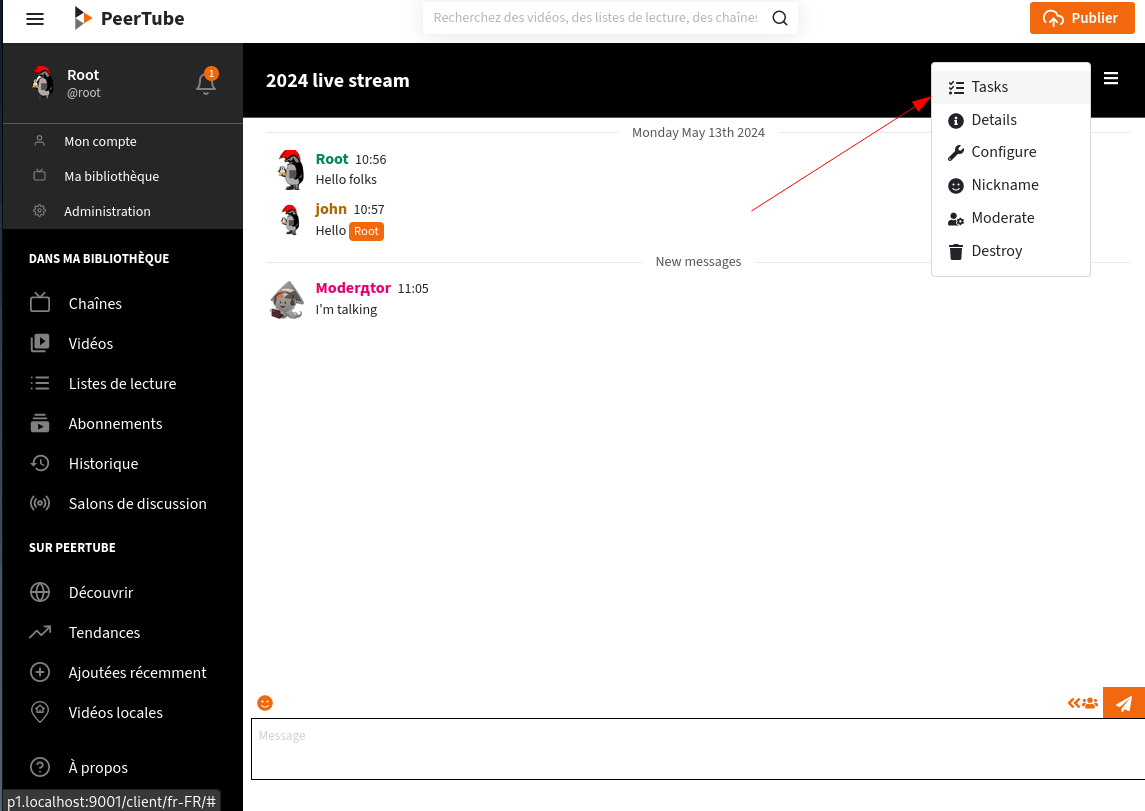 PeerTube
Recherchez des vidéos, des listes de lecture, des chaînes
Publier
Root
@root
1
Mon compte
Ma bibliothèque
Administration
DANS MA BIBLIOTHÈQUE
Chaînes
Vidéos
Listes de lecture
Abonnements
Historique
Salons de discussion
SUR PEERTUBE
Découvrir
Tendances
Ajoutées récemment
Vidéos locales
À propos
p1.localhost:9001/client/fr-FR/#
2024 live stream
Tasks
Details
Configure
Nickname
Moderate
Destroy
Monday May 13th 2024
Root 10:56
Hello folks
john 10:57
Hello Root
New messages
Moderдtor 11:05
I'm talking
Message